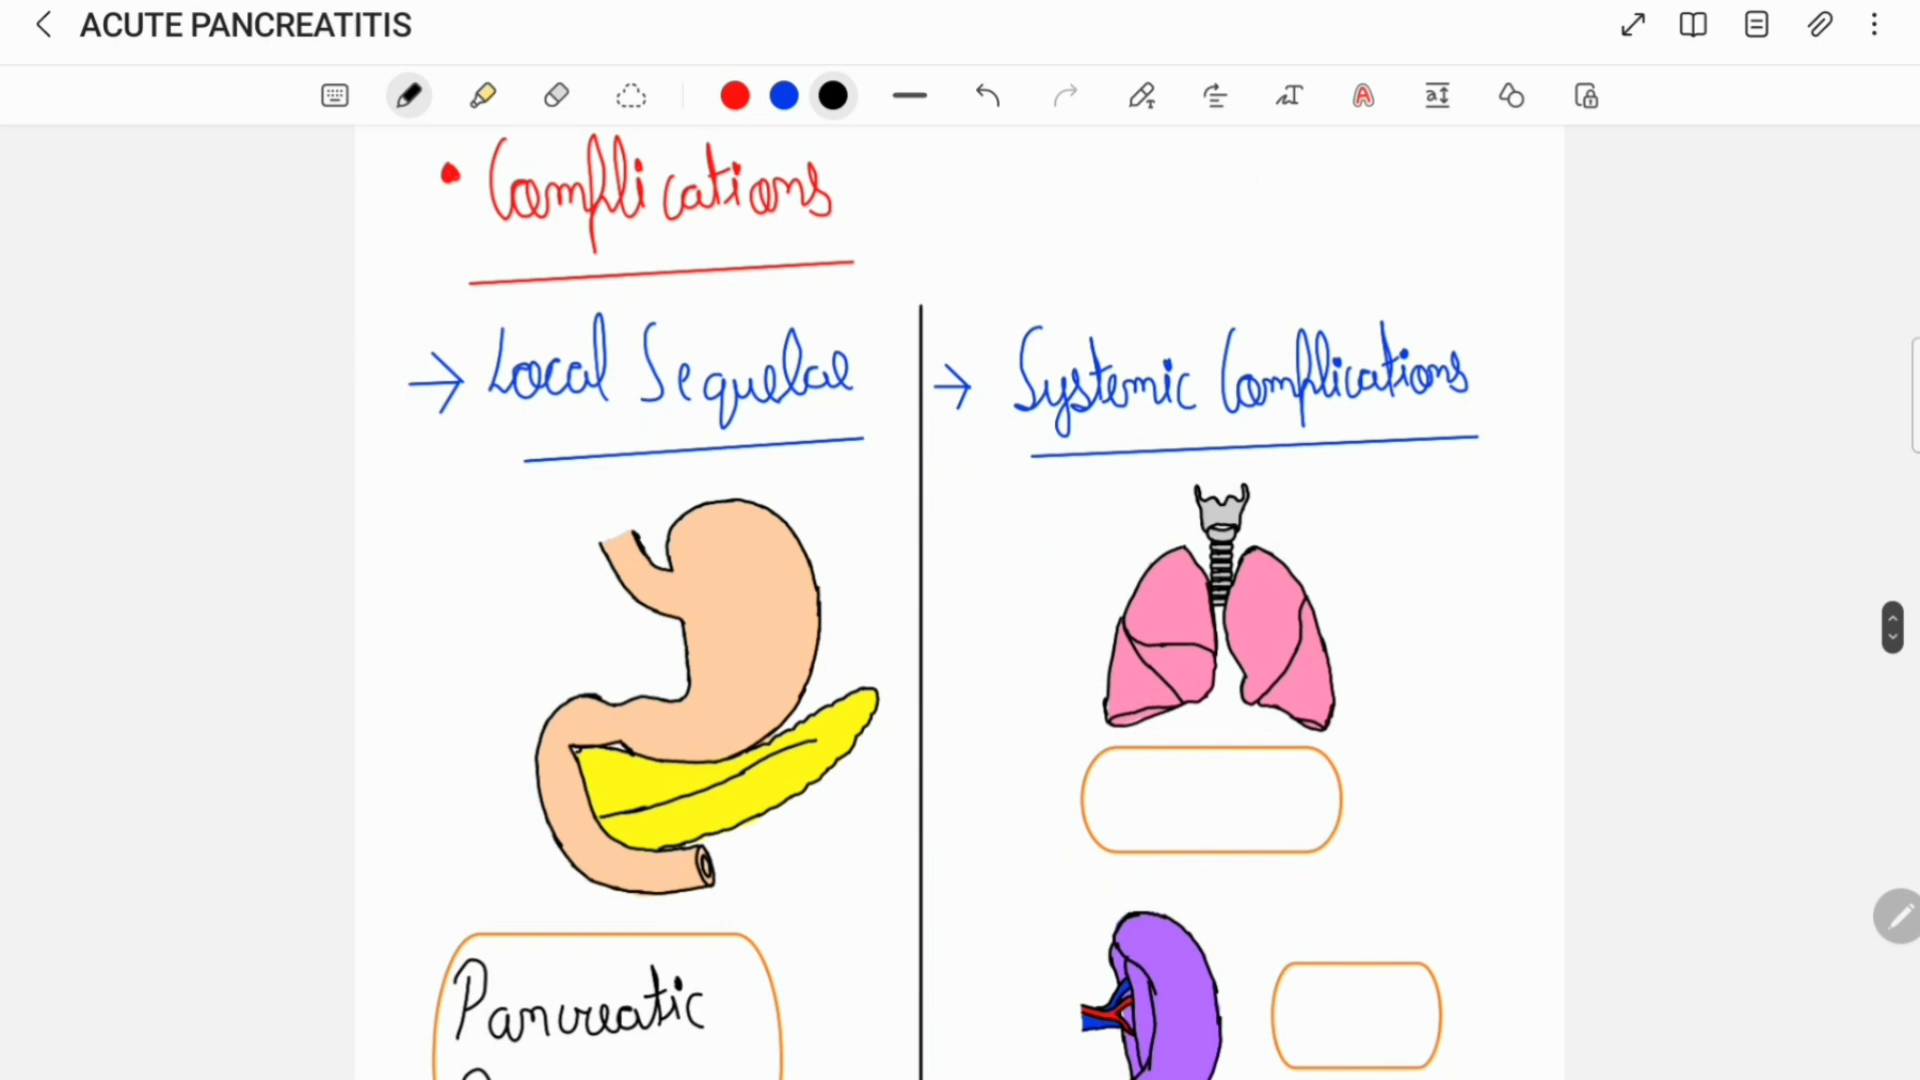 ACUTE PANCREATITIS
• Complications
→ Local Sequelae
→ Systemic Complications
Pancreatic